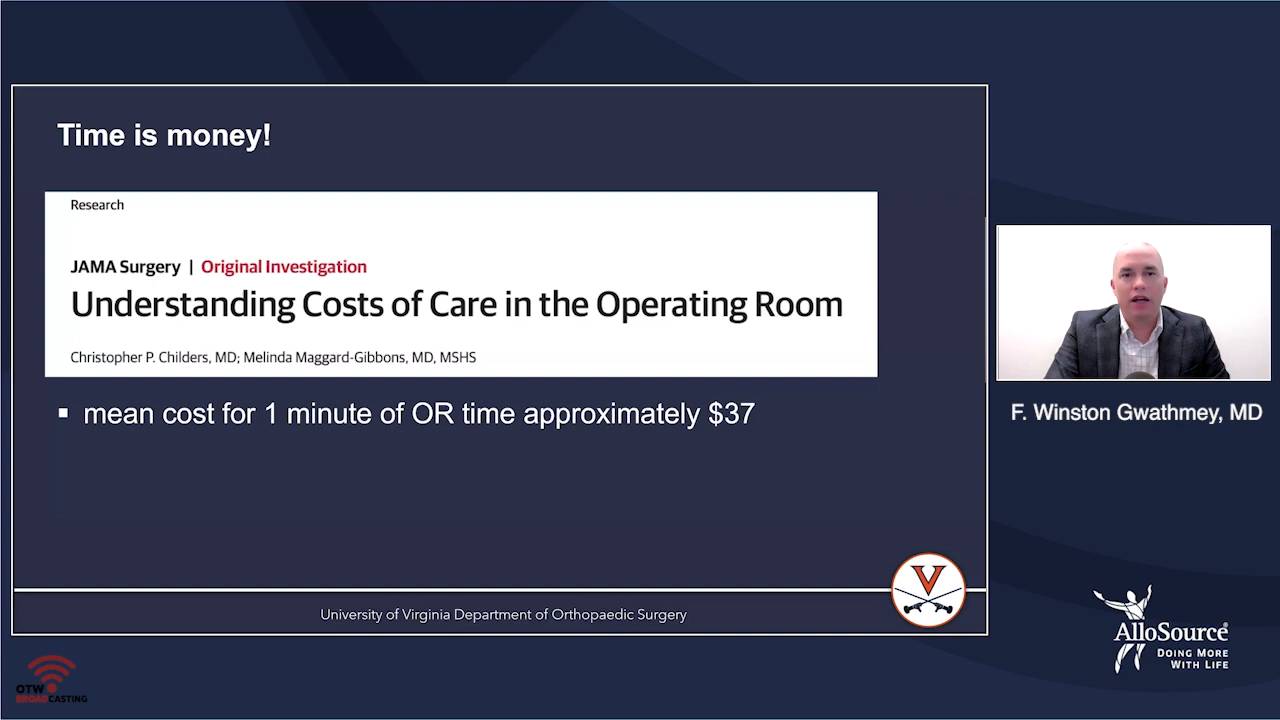 Time is money!
Research
JAMA Surgery | Original Investigation
Understanding Costs of Care in the Operating Room
Christopher P. Childers, MD; Melinda Maggard-Gibbons, MD, MSHS
▪ mean cost for 1 minute of OR time approximately $37
F. Winston Gwathmey, MD
V
University of Virginia Department of Orthopaedic Surgery
AlloSource®
DOING MORE
WITH LIFE
OTW
BROADCASTING